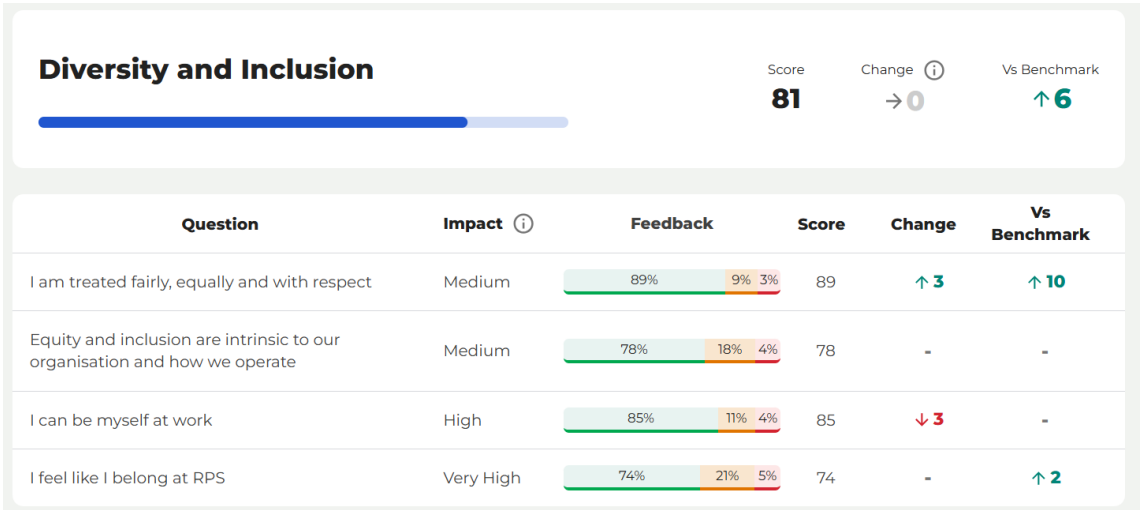 Diversity and Inclusion
Score
Change
Vs Benchmark
81
→0
↑6
Question
Impact
Feedback
Score
Change
Vs
Benchmark
I am treated fairly, equally and with respect
Medium
89% 9% 3%
89
↑3
↑10
Equity and inclusion are intrinsic to our
organisation and how we operate
Medium
78% 18% 4%
78
-
-
I can be myself at work
High
85% 11% 4%
85
↓3
-
I feel like I belong at RPS
Very High
74% 21% 5%
74
-
↑2